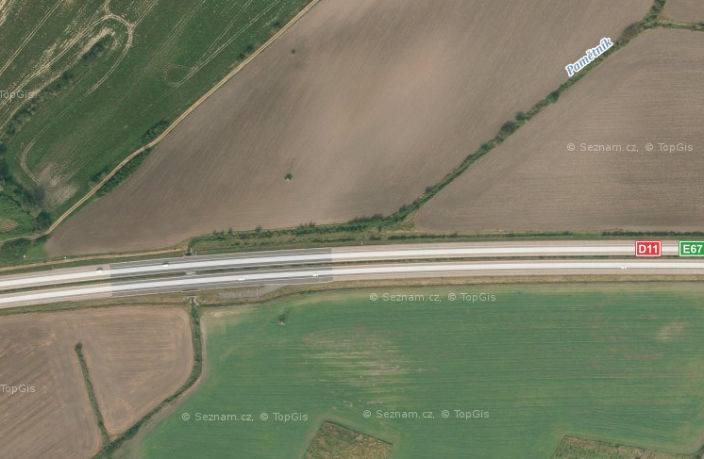 Pamětník
TopGis
© Seznam.cz, © TopGis
D11
E67
© Seznam.cz, © TopGis
TopGis
© Seznam.cz, © TopGis
© Seznam.cz, © TopGis